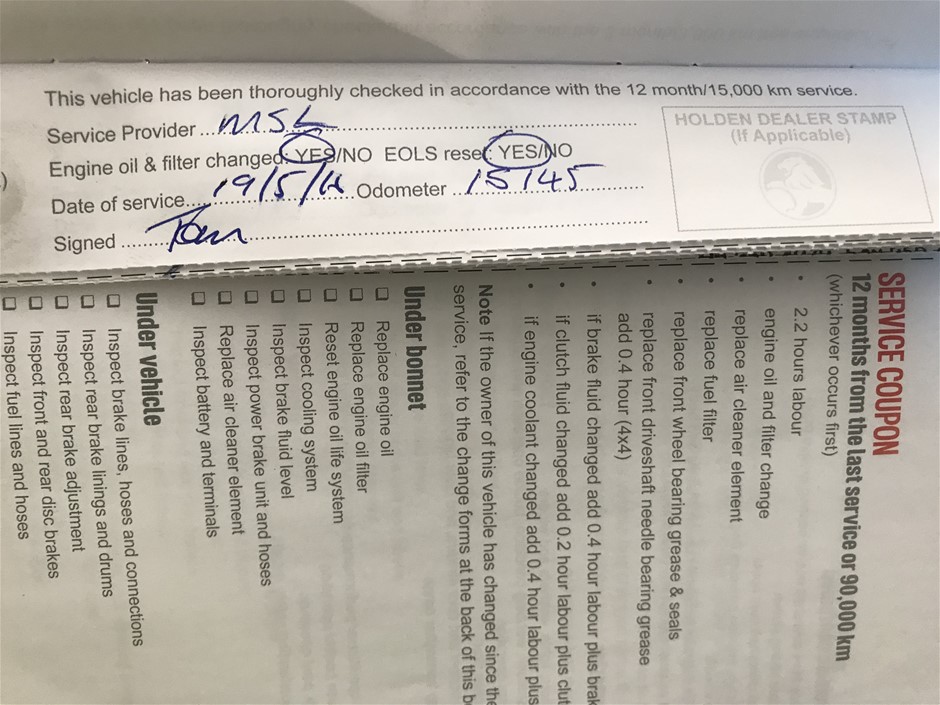 This vehicle has been thoroughly checked in accordance with the 12 month/15,000 km service.
Service Provider...MSL
Engine oil & filter changed: YES/NO EOLS reset: YES/NO
Date of service....19/5/16 Odometer ..15145
Signed ......Tom
HOLDEN DEALER STAMP
(If Applicable)
SERVICE COUPON
12 months from the last service or 90,000 km
(whichever occurs first)
• 2.2 hours labour
• engine oil and filter change
• replace air cleaner element
• replace fuel filter
• replace front wheel bearing grease & seals
• replace front driveshaft needle bearing grease
add 0.4 hour (4x4)
• if brake fluid changed add 0.4 hour labour plus brak
• if clutch fluid changed add 0.2 hour labour plus clut
• if engine coolant changed add 0.4 hour labour plus
Note If the owner of this vehicle has changed since the
service, refer to the change forms at the back of this b
Under bonnet
❑ Replace engine oil
❑ Replace engine oil filter
❑ Reset engine oil life system
❑ Inspect cooling system
❑ Inspect brake fluid level
❑ Inspect power brake unit and hoses
❑ Replace air cleaner element
❑ Inspect battery and terminals
Under vehicle
❑ Inspect brake lines, hoses and connections
❑ Inspect rear brake linings and drums
❑ Inspect rear brake adjustment
❑ Inspect front and rear disc brakes
❑ Inspect fuel lines and hoses